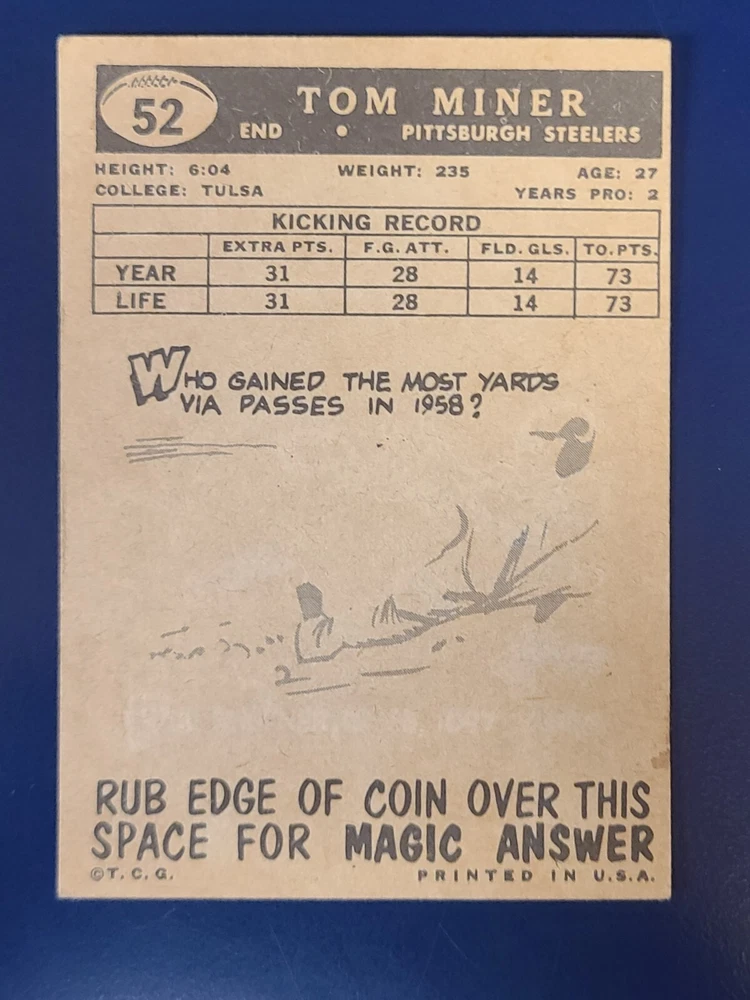 52
TOM MINER
END • PITTSBURGH STEELERS
HEIGHT: 6:04 WEIGHT: 235 AGE: 27
COLLEGE: TULSA YEARS PRO: 2
KICKING RECORD
EXTRA PTS. F.G. ATT. FLD. GLS. TO. PTS.
YEAR 31 28 14 73
LIFE 31 28 14 73
WHO GAINED THE MOST YARDS
VIA PASSES IN 1958?
RUB EDGE OF COIN OVER THIS
SPACE FOR MAGIC ANSWER
©T. C. G. PRINTED IN U.S.A.